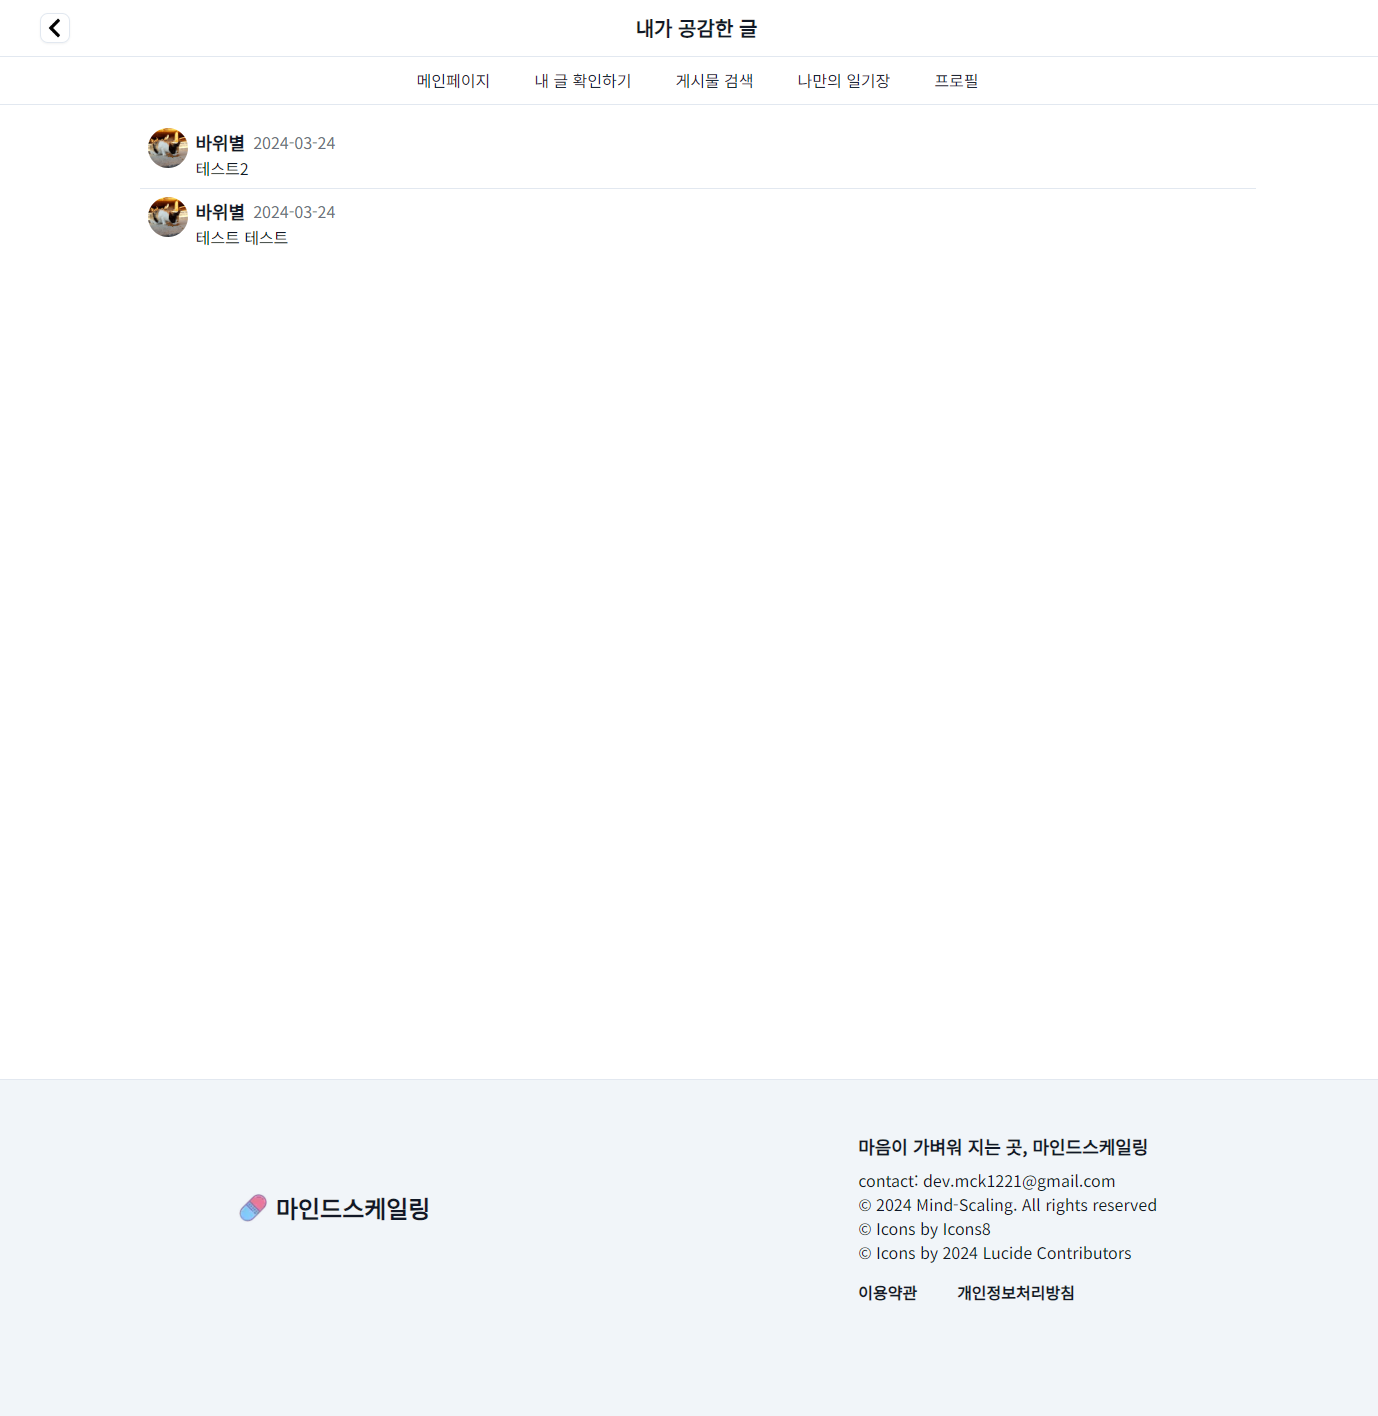 내가 공감한 글
메인페이지 내 글 확인하기 게시물 검색 나만의 일기장 프로필
바위별 2024-03-24
테스트2
바위별 2024-03-24
테스트 테스트
마인드스케일링
마음이 가벼워 지는 곳, 마인드스케일링
contact: dev.mck1221@gmail.com
© 2024 Mind-Scaling. All rights reserved
© Icons by Icons8
© Icons by 2024 Lucide Contributors
이용약관 개인정보처리방침